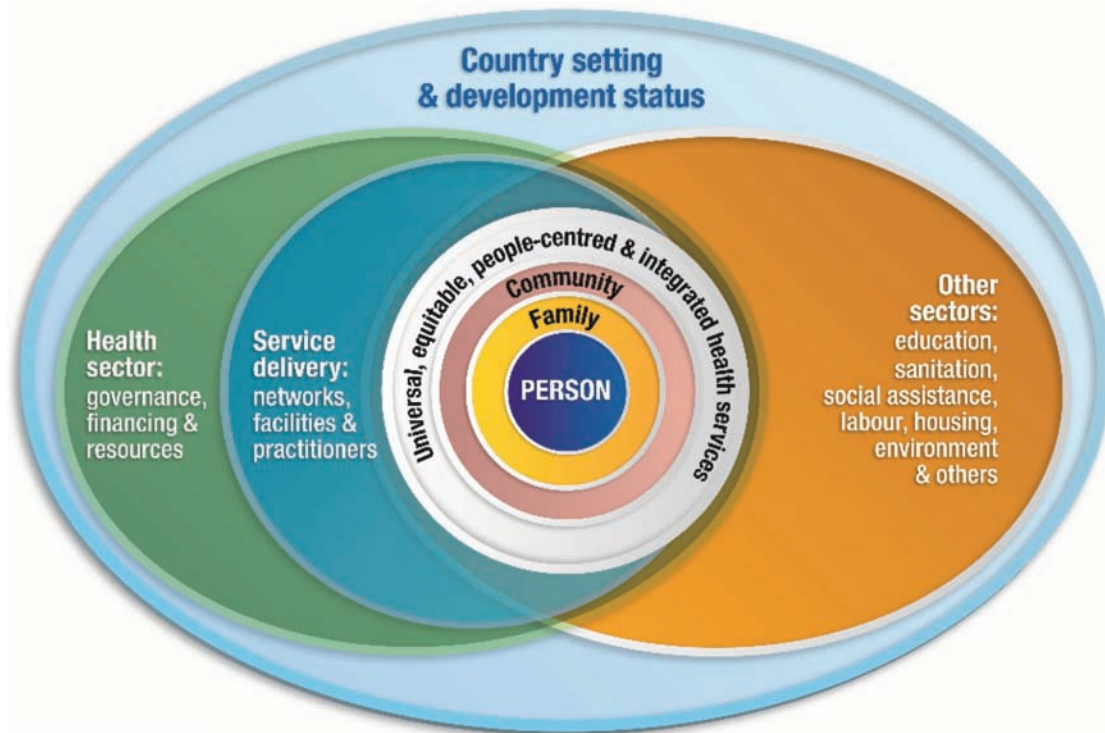 Country setting
& development status
Health
sector:
governance,
financing &
resources
Service
delivery:
networks,
facilities &
practitioners
Universal, equitable, people-centred & integrated health services
Community
Family
PERSON
Other
sectors:
education,
sanitation,
social assistance,
labour, housing,
environment
& others